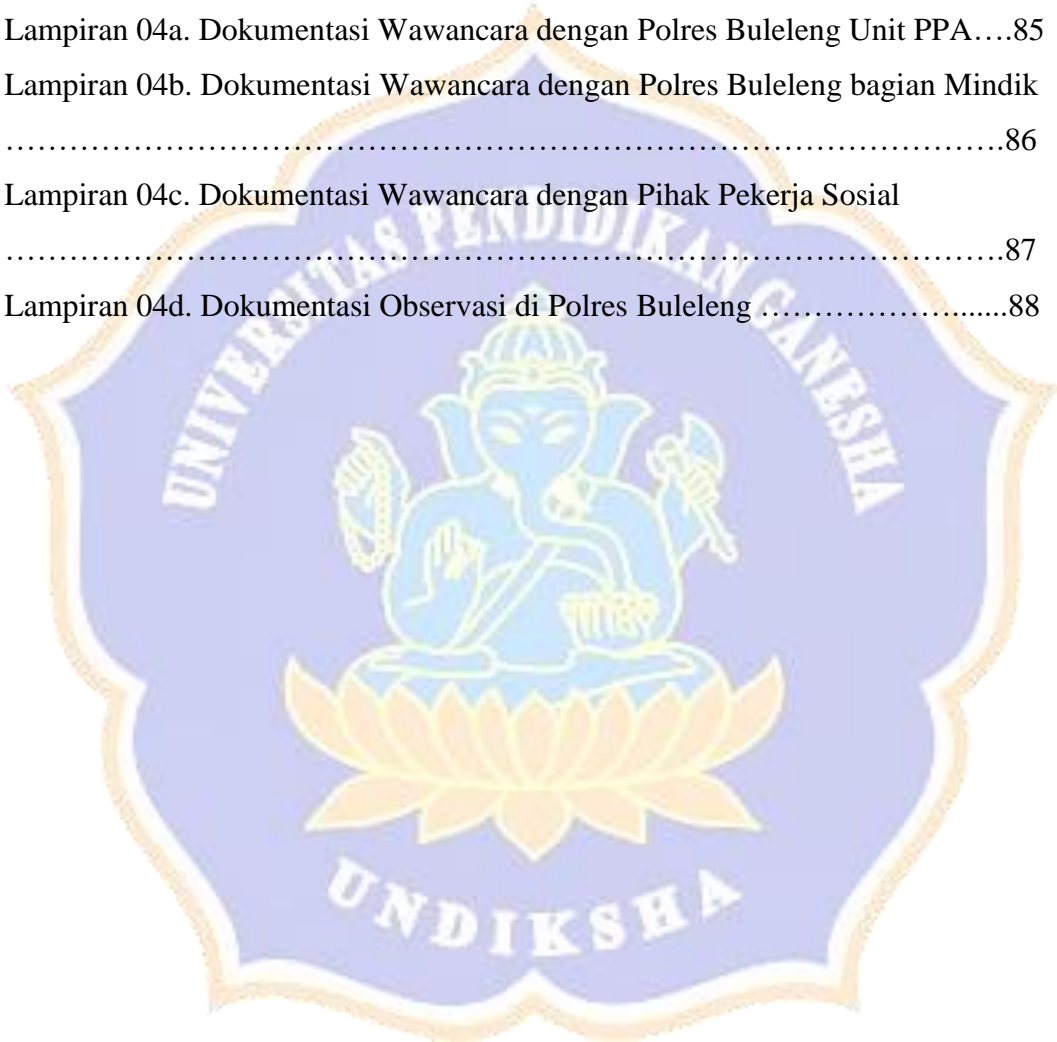 Lampiran 04a. Dokumentasi Wawancara dengan Polres Buleleng Unit PPA….85
Lampiran 04b. Dokumentasi Wawancara dengan Polres Buleleng bagian Mindik
………………………………………………………………………………….86
Lampiran 04c. Dokumentasi Wawancara dengan Pihak Pekerja Sosial
………………………………………………………………………………….87
Lampiran 04d. Dokumentasi Observasi di Polres Buleleng ……………….......88
UNIVERSITAS PENDIDIKAN GANESHA
UNDIKSHA